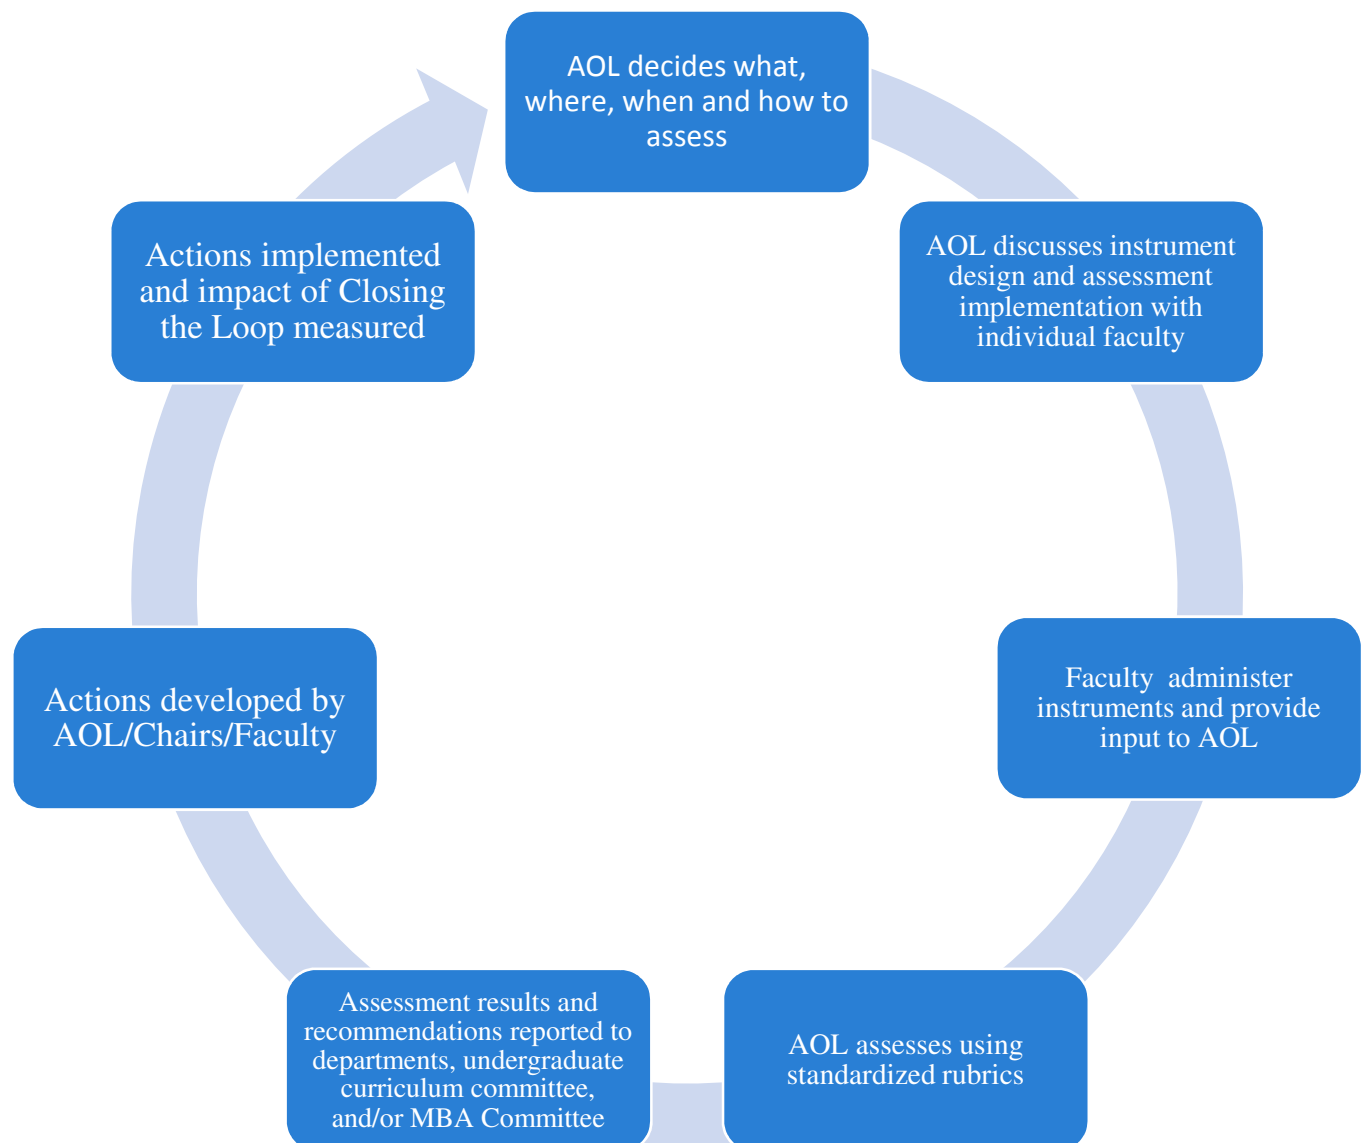 AOL decides what,
where, when and how to
assess
AOL discusses instrument
design and assessment
implementation with
individual faculty
Faculty  administer
instruments and provide
input to AOL
AOL assesses using
standardized rubrics
Assessment results and
recommendations reported to
departments, undergraduate
curriculum committee,
and/or MBA Committee
Actions developed by
AOL/Chairs/Faculty
Actions implemented
and impact of Closing
the Loop measured